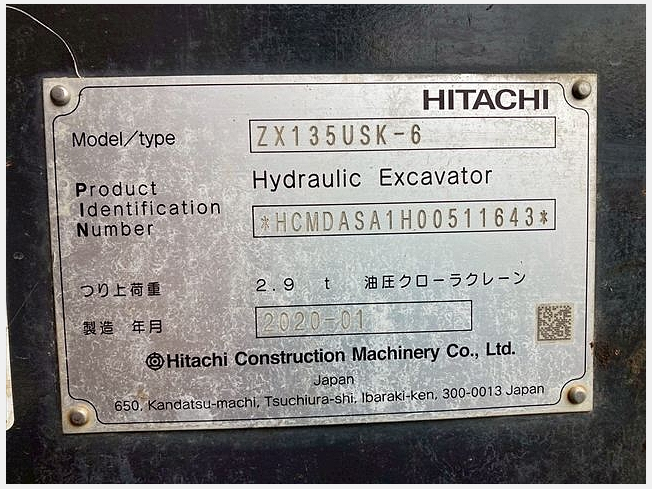 HITACHI
Model/type ZX135USK-6
Hydraulic Excavator
Product
Identification
Number *HCMDASA1H00511643*
つり上荷重 2.9 t 油圧クローラクレーン
製造 年月 2020-01
Hitachi Construction Machinery Co., Ltd.
Japan
650, Kandatsu-machi, Tsuchiura-shi, Ibaraki-ken, 300-0013 Japan